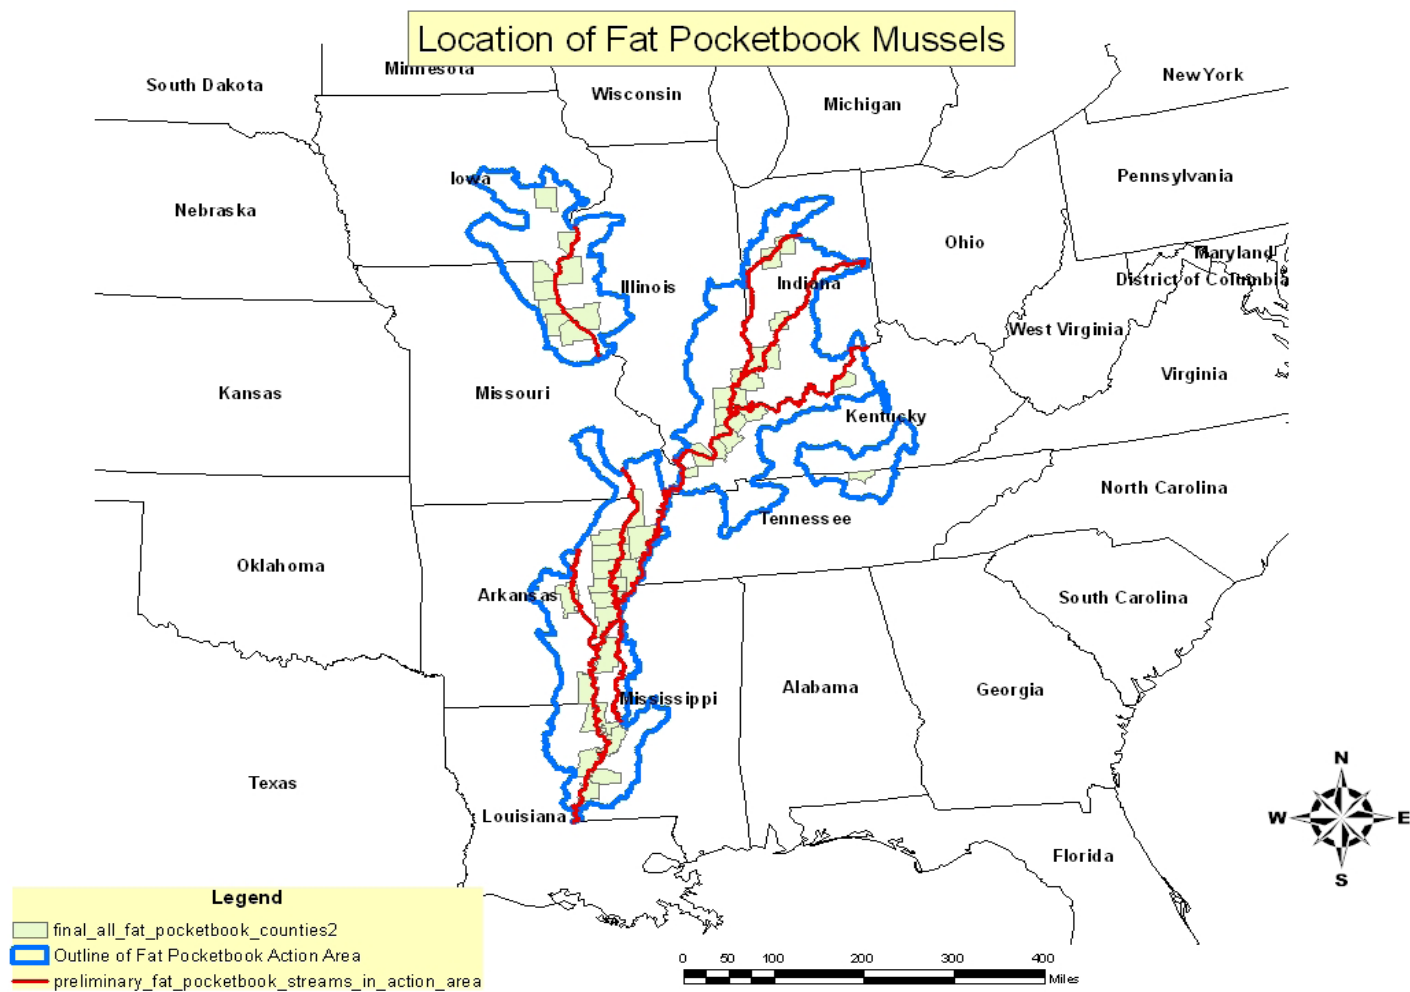 Location of Fat Pocketbook Mussels
South Dakota
Minnesota
Wisconsin
Michigan
New York
Iowa
Pennsylvania
Nebraska
Ohio
Maryland
District of Columbia
Illinois
Indiana
West Virginia
Virginia
Kansas
Missouri
Kentucky
North Carolina
Tennessee
Oklahoma
Arkansas
South Carolina
Mississippi
Alabama
Georgia
Texas
Louisiana
Florida
N
W
E
S
Legend
final_all_fat_pocketbook_counties2
Outline of Fat Pocketbook Action Area
preliminary_fat_pocketbook_streams_in_action_area
0 50 100 200 300 400
Miles